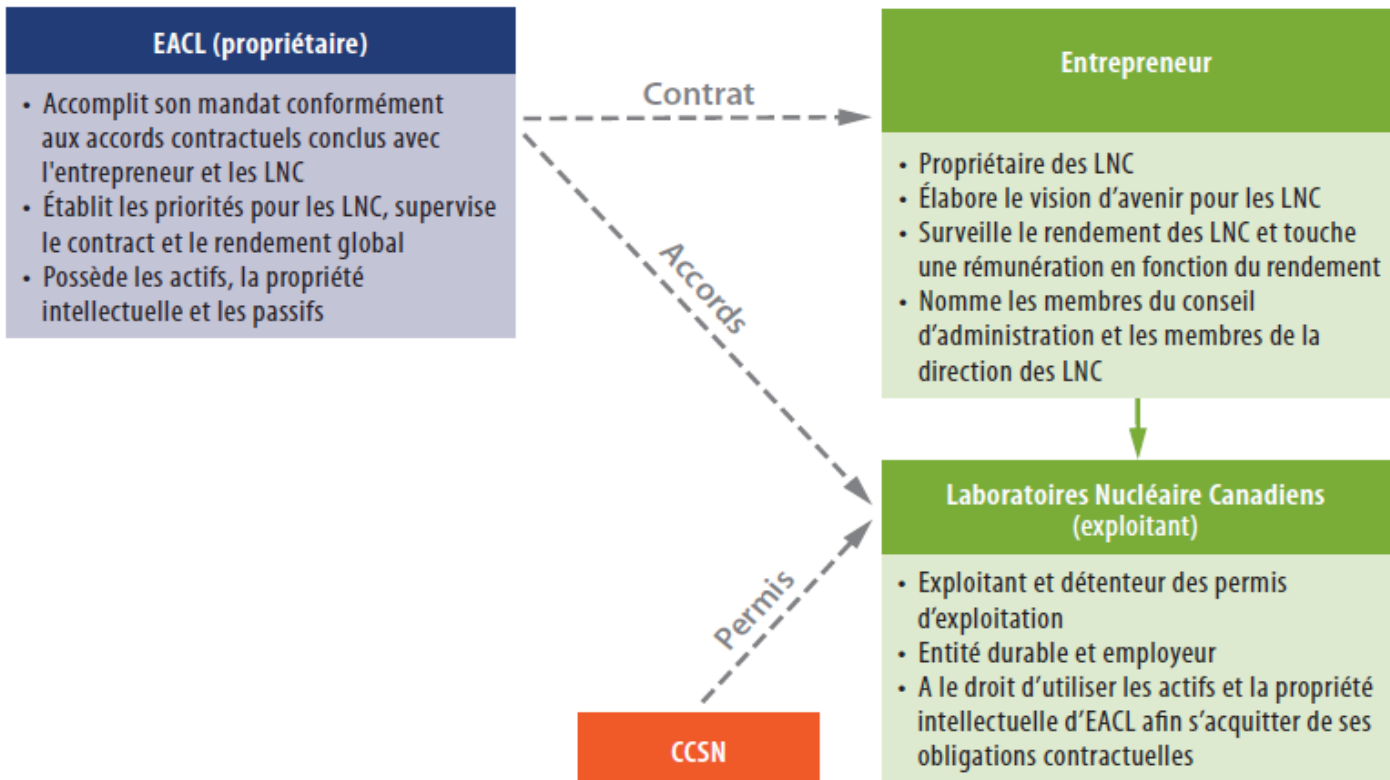 EACL (propriétaire)
• Accomplit son mandat conformément
aux accords contractuels conclus avec
l'entrepreneur et les LNC
• Établit les priorités pour les LNC, supervise
le contract et le rendement global
• Possède les actifs, la propriété
intellectuelle et les passifs
Contrat
Accords
Permis
CCSN
Entrepreneur
• Propriétaire des LNC
• Élabore le vision d’avenir pour les LNC
• Surveille le rendement des LNC et touche
une rémunération en fonction du rendement
• Nomme les membres du conseil
d’administration et les membres de la
direction des LNC
Laboratoires Nucléaire Canadiens
(exploitant)
• Exploitant et détenteur des permis
d’exploitation
• Entité durable et employeur
• A le droit d’utiliser les actifs et la propriété
intellectuelle d’EACL afin s’acquitter de ses
obligations contractuelles